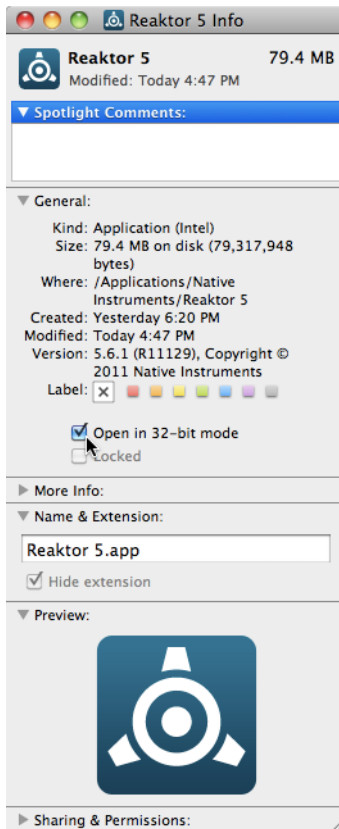 Reaktor 5 Info
Reaktor 5 79.4 MB
Modified: Today 4:47 PM
Spotlight Comments:
General:
Kind: Application (Intel)
Size: 79.4 MB on disk (79,317,948
bytes)
Where: /Applications/Native
Instruments/Reaktor 5
Created: Yesterday 6:20 PM
Modified: Today 4:47 PM
Version: 5.6.1 (R11129), Copyright ©
2011 Native Instruments
Label:
Open in 32-bit mode
Locked
More Info:
Name & Extension:
Reaktor 5.app
Hide extension
Preview:
Sharing & Permissions: